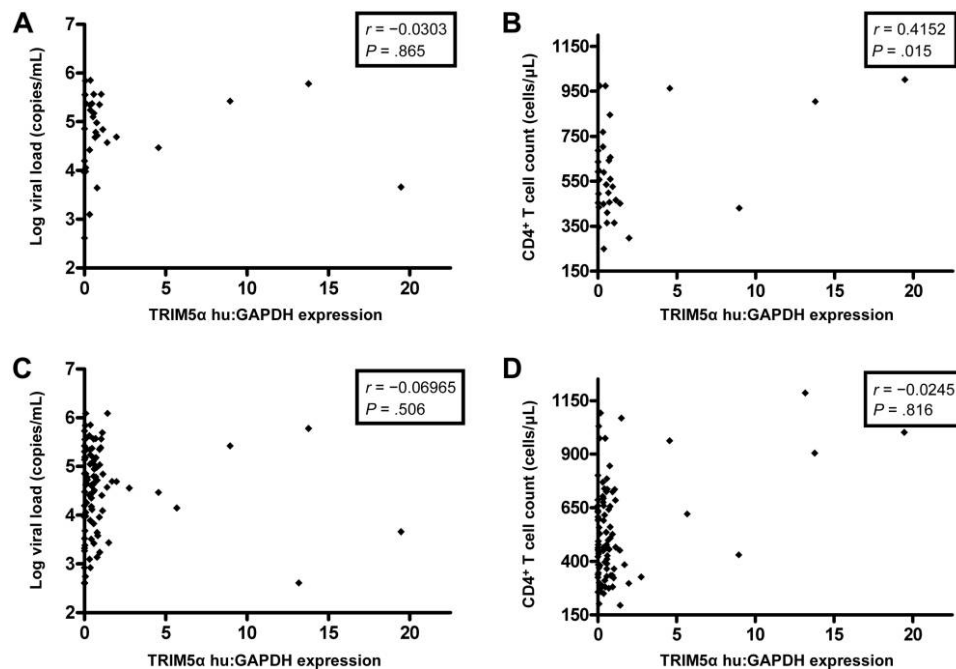 A
r = −0.0303
P = .865
7
6
5
4
3
2
0
5
10
15
20
Log viral load (copies/mL)
TRIM5α hu:GAPDH expression
B
r = 0.4152
P = .015
1150
950
750
550
350
150
0
5
10
15
20
CD4⁺ T cell count (cells/µL)
TRIM5α hu:GAPDH expression
C
r = −0.06965
P = .506
7
6
5
4
3
2
0
5
10
15
20
Log viral load (copies/mL)
TRIM5α hu:GAPDH expression
D
r = −0.0245
P = .816
1150
900
650
400
150
0
5
10
15
20
CD4⁺ T cell count (cells/µL)
TRIM5α hu:GAPDH expression